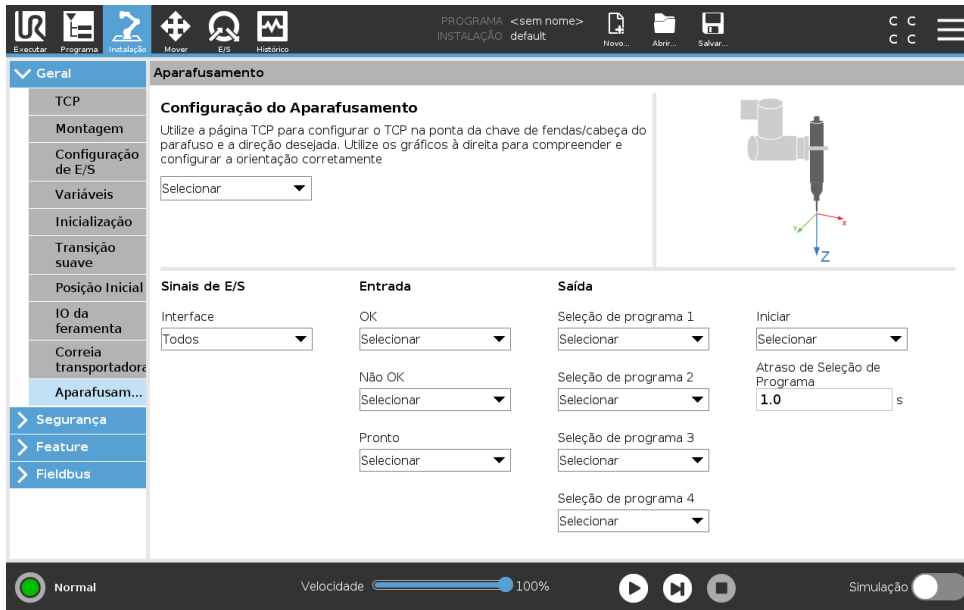 Executar
Programa
Instalação
Mover
E/S
Histórico
PROGRAMA <sem nome>
INSTALAÇÃO default
Novo...
Abrir...
Salvar...
C C
C C
Geral
TCP
Montagem
Configuração
de E/S
Variáveis
Inicialização
Transição
suave
Posição Inicial
IO da
feramenta
Correia
transportadora
Aparafusam...
Segurança
Feature
Fieldbus
Aparafusamento
Configuração do Aparafusamento
Utilize a página TCP para configurar o TCP na ponta da chave de fendas/cabeça do
parafuso e a direção desejada. Utilize os gráficos à direita para compreender e
configurar a orientação corretamente
Selecionar
Y
X
Z
Sinais de E/S
Interface
Todos
Entrada
OK
Selecionar
Não OK
Selecionar
Pronto
Selecionar
Saída
Seleção de programa 1
Selecionar
Seleção de programa 2
Selecionar
Seleção de programa 3
Selecionar
Seleção de programa 4
Selecionar
Iniciar
Selecionar
Atraso de Seleção de
Programa
1.0 s
Normal
Velocidade 100%
Simulação